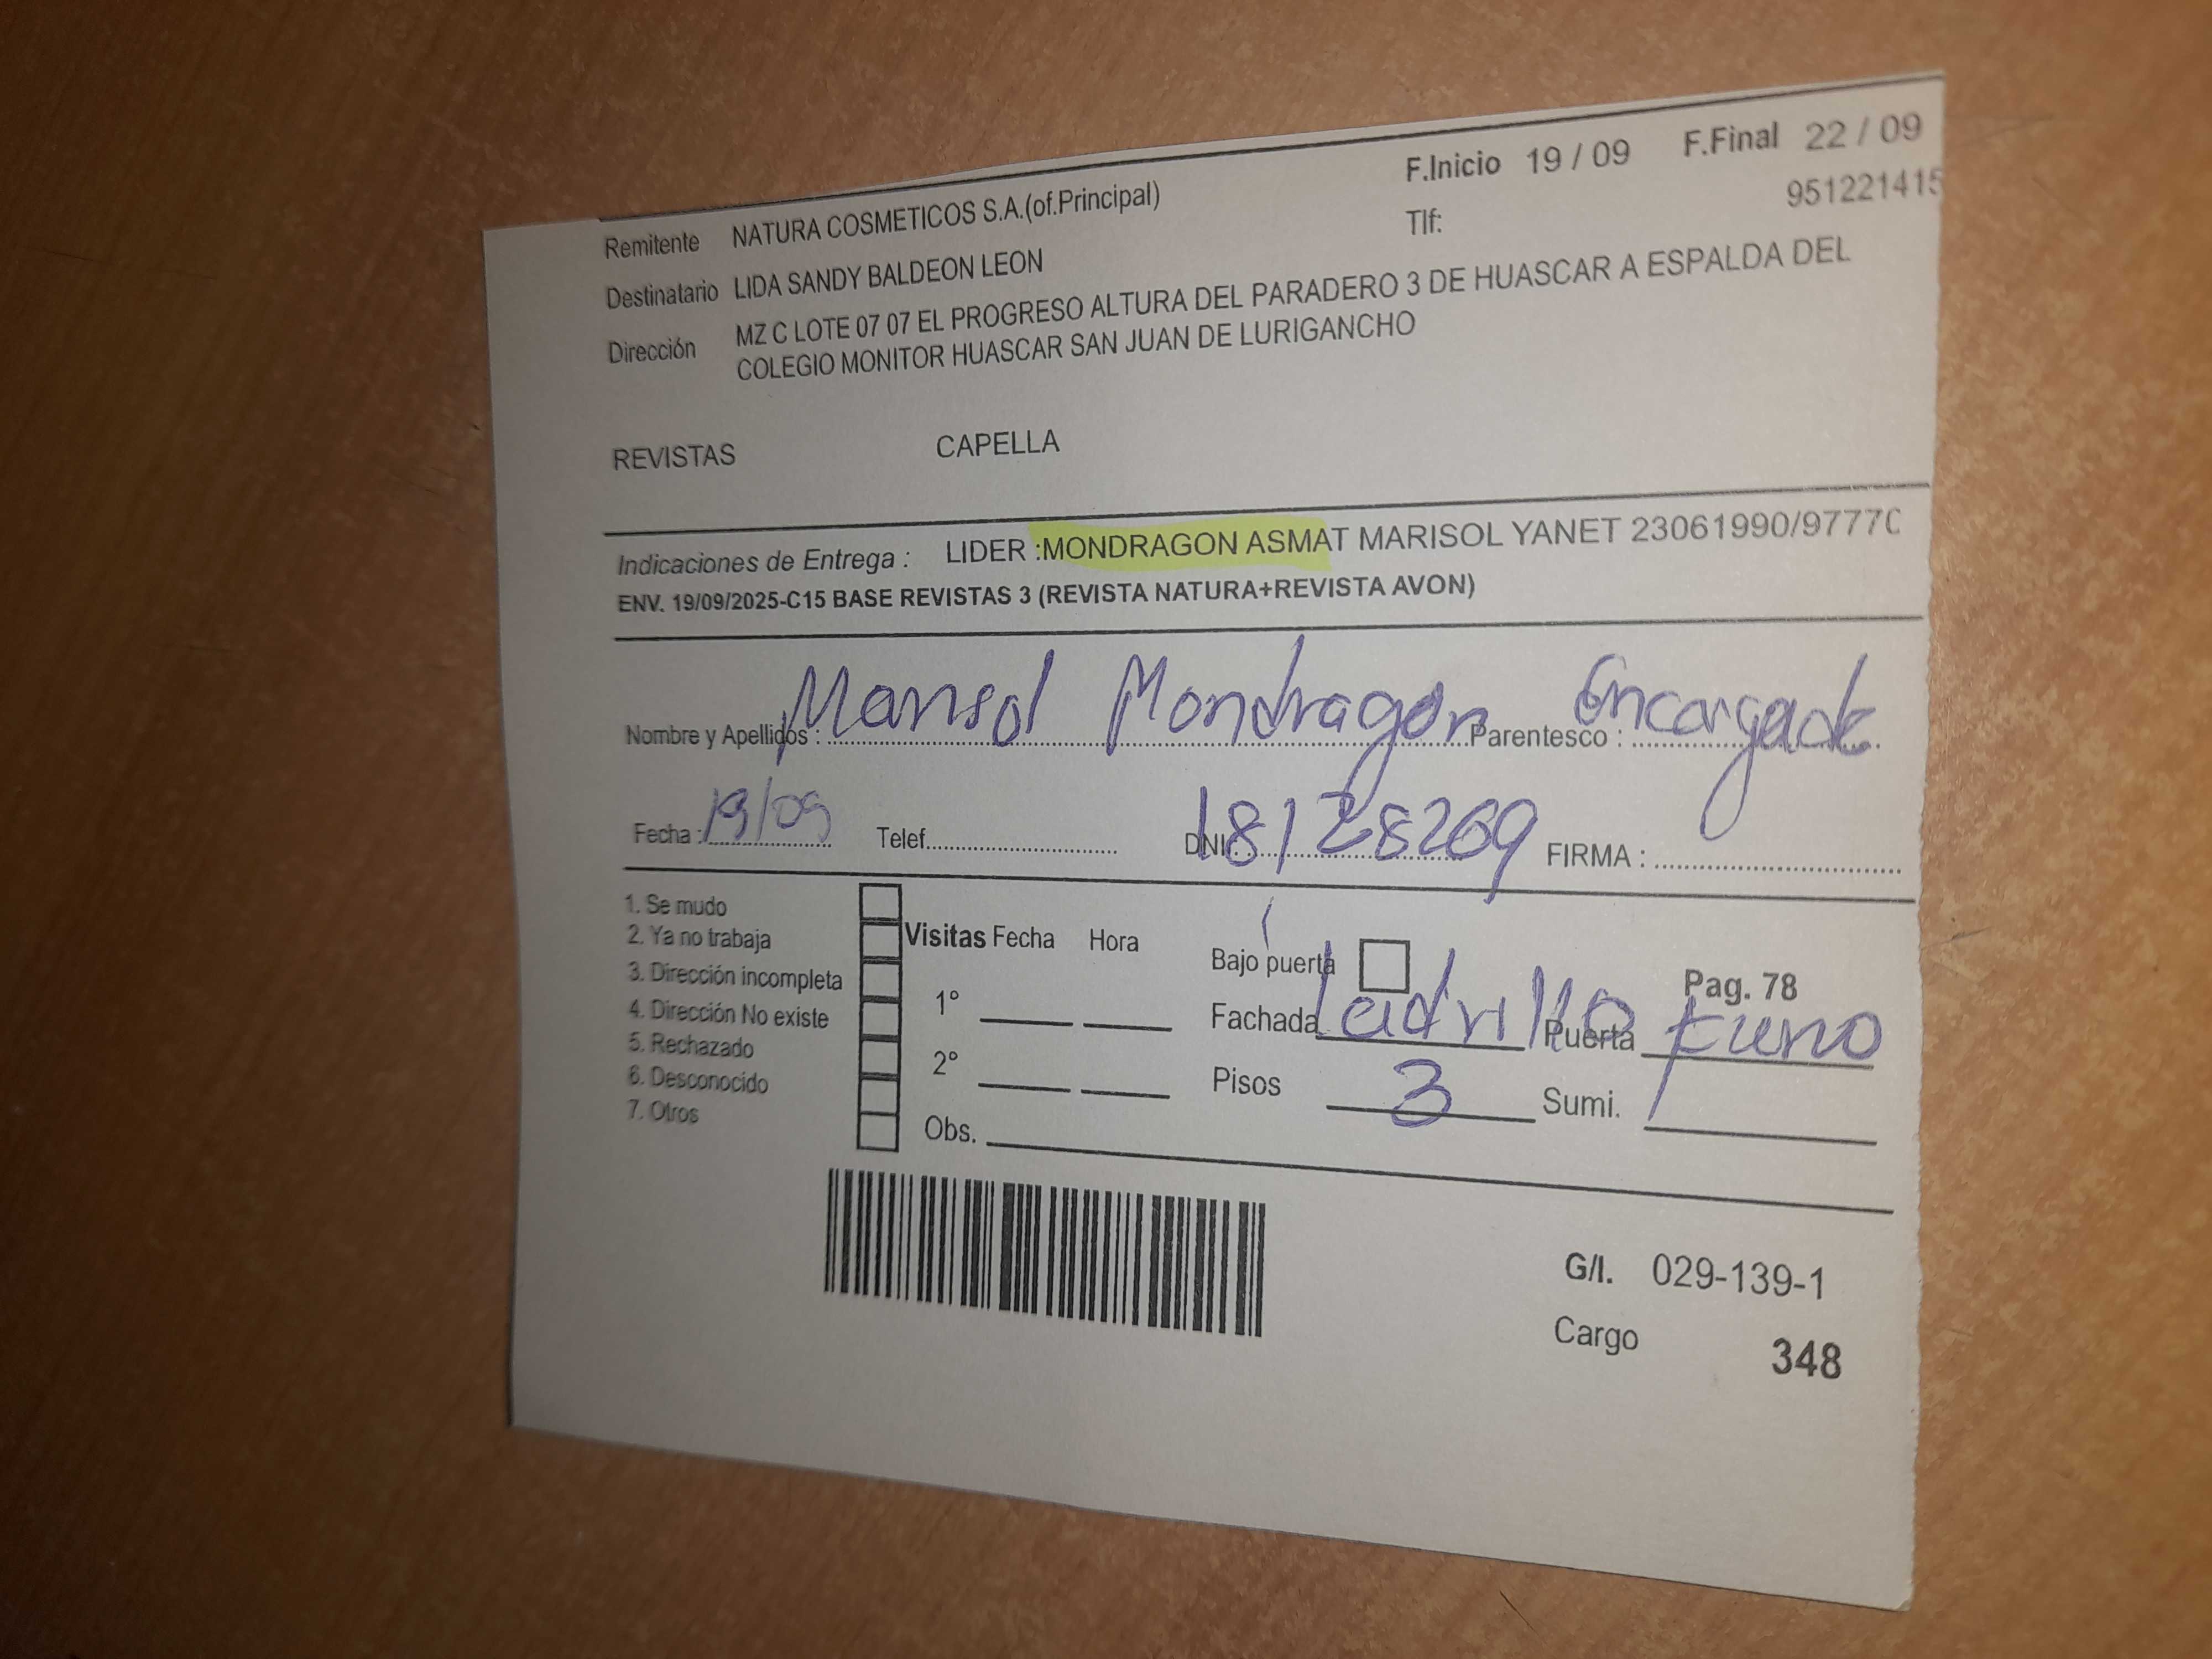 F.Inicio 19 / 09 F.Final 22 / 09
Remitente NATURA COSMETICOS S.A.(of.Principal) Tlf: 951221415
Destinatario LIDA SANDY BALDEON LEON
Dirección MZ C LOTE 07 07 EL PROGRESO ALTURA DEL PARADERO 3 DE HUASCAR A ESPALDA DEL
COLEGIO MONITOR HUASCAR SAN JUAN DE LURIGANCHO
REVISTAS CAPELLA
Indicaciones de Entrega : LIDER :MONDRAGON ASMAT MARISOL YANET 23061990/9777
ENV. 19/09/2025-C15 BASE REVISTAS 3 (REVISTA NATURA+REVISTA AVON)
Nombre y Apellidos : Marisol Mondragon Parentesco : Encargada
Fecha : 19/09 Telef. DNI. 18128269 FIRMA :
1. Se mudo
2. Ya no trabaja
3. Dirección incompleta
4. Dirección No existe
5. Rechazado
6. Desconocido
7. Otros
Visitas Fecha Hora
1°
2°
Obs.
Bajo puerta Pag. 78
Fachada ladrillo Puerta
Pisos 3 Sumi.
G/I. 029-139-1
Cargo 348